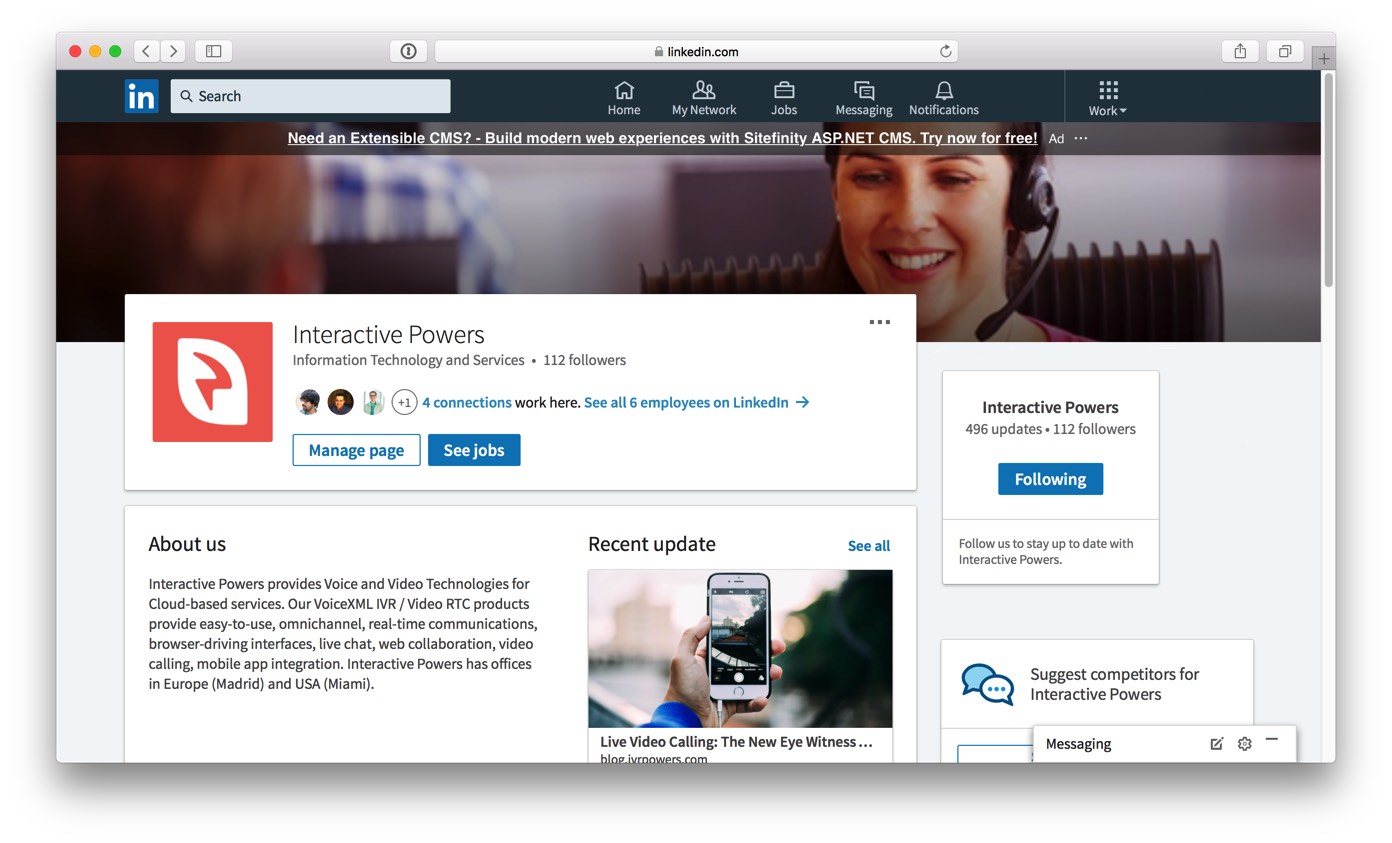 linkedin.com
in
Search
Home
My Network
Jobs
Messaging
Notifications
Work
Need an Extensible CMS? - Build modern web experiences with Sitefinity ASP.NET CMS. Try now for free! Ad ...
Interactive Powers
Information Technology and Services • 112 followers
+1 4 connections work here. See all 6 employees on LinkedIn →
Manage page
See jobs
About us
Interactive Powers provides Voice and Video Technologies for
Cloud-based services. Our VoiceXML IVR / Video RTC products
provide easy-to-use, omnichannel, real-time communications,
browser-driving interfaces, live chat, web collaboration, video
calling, mobile app integration. Interactive Powers has offices
in Europe (Madrid) and USA (Miami).
Recent update
See all
Live Video Calling: The New Eye Witness ...
blog.ivrpowers.com
Interactive Powers
496 updates • 112 followers
Following
Follow us to stay up to date with
Interactive Powers.
Suggest competitors for
Interactive Powers
Messaging